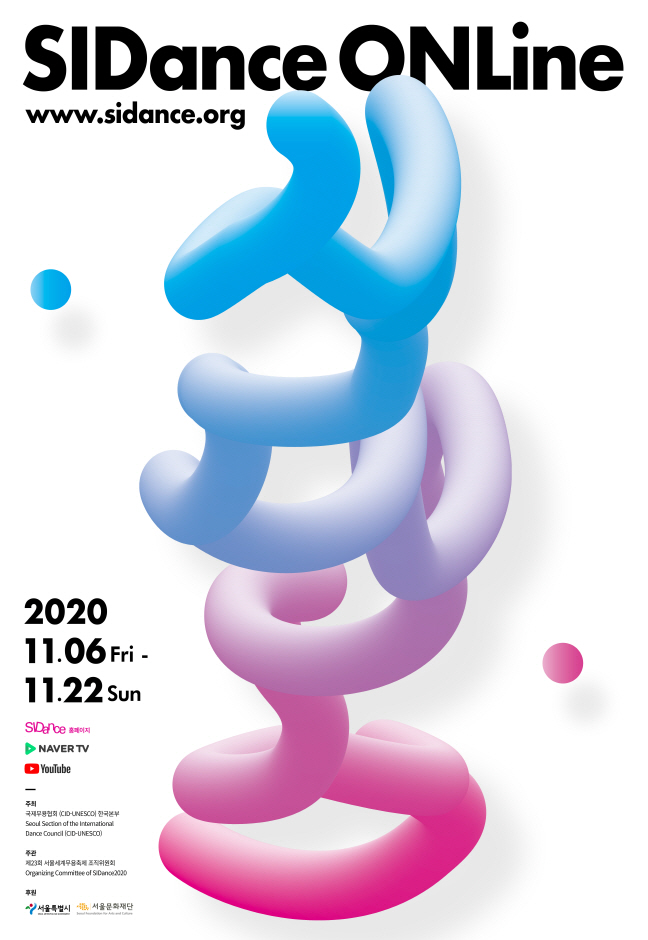 SIDance ONLine
www.sidance.org
2020
11.06 Fri -
11.22 Sun
SIDance 홈페이지
NAVER TV
YouTube
주최
국제무용협회 (CID-UNESCO) 한국본부
Seoul Section of the International
Dance Council (CID-UNESCO)
주관
제23회 서울세계무용축제 조직위원회
Organizing Committee of SIDance2020
후원
서울특별시 서울문화재단
Seoul Foundation for Arts and Culture